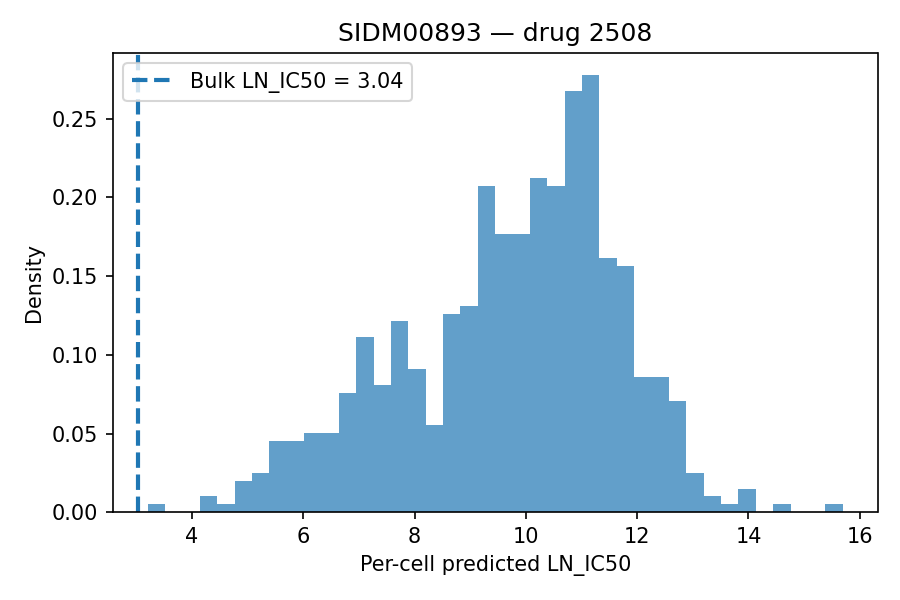 SIDM00893 — drug 2508
Bulk LN_IC50 = 3.04
Density
0.25
0.20
0.15
0.10
0.05
0.00
4 6 8 10 12 14 16
Per-cell predicted LN_IC50